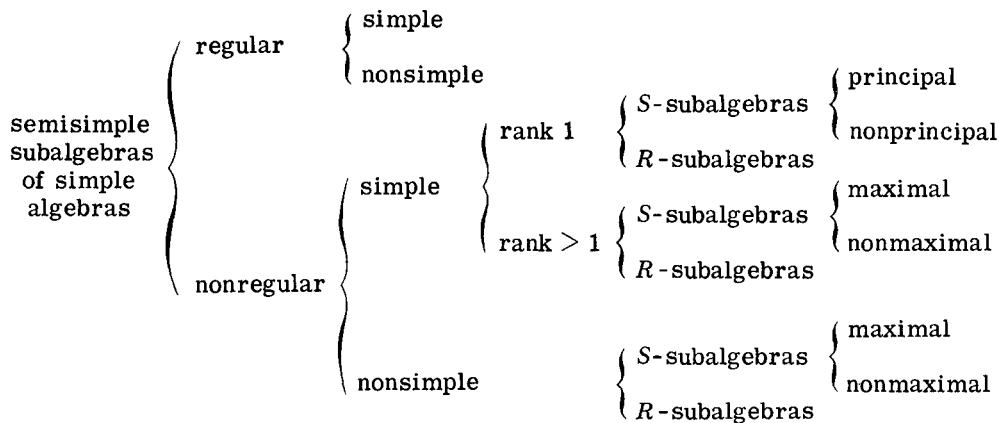 semisimple
subalgebras
of simple
algebras
regular
simple
nonsimple
nonregular
simple
rank 1
S-subalgebras
principal
nonprincipal
R-subalgebras
rank > 1
S-subalgebras
maximal
nonmaximal
R-subalgebras
nonsimple
S-subalgebras
maximal
nonmaximal
R-subalgebras